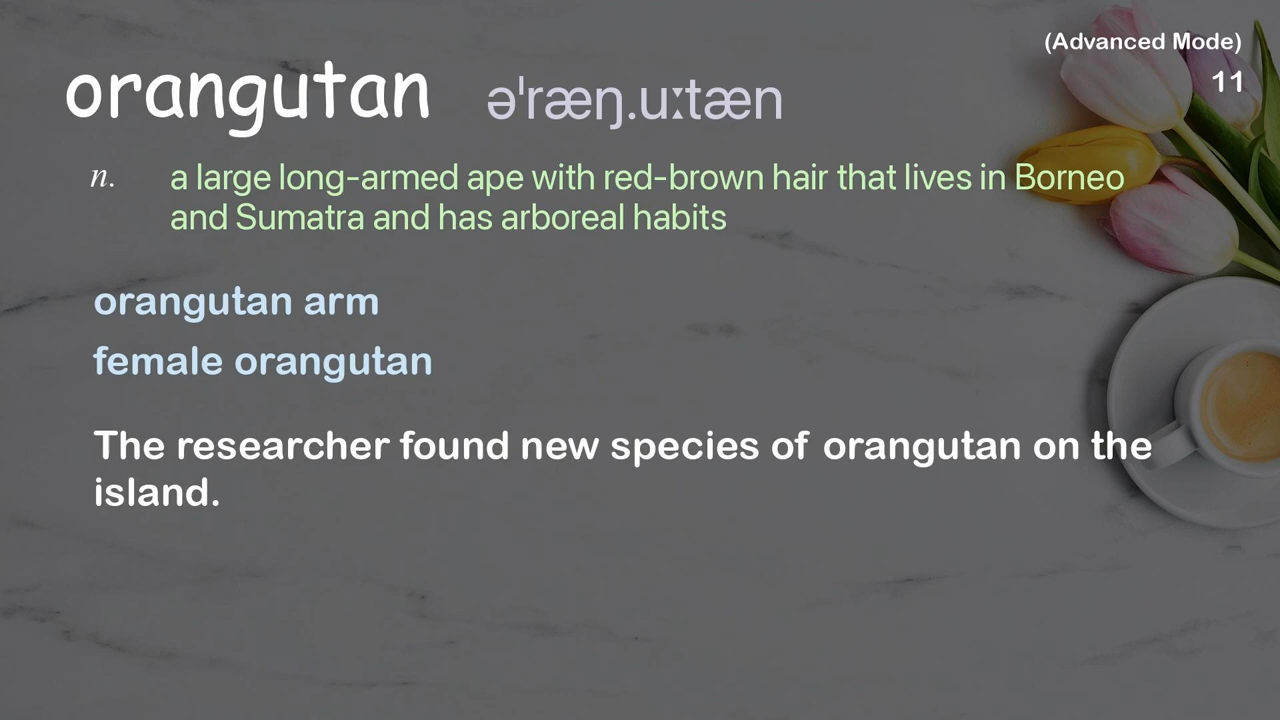 (Advanced Mode)
11
orangutan əˈræŋ.uːtæn
n. a large long-armed ape with red-brown hair that lives in Borneo
and Sumatra and has arboreal habits
orangutan arm
female orangutan
The researcher found new species of orangutan on the
island.